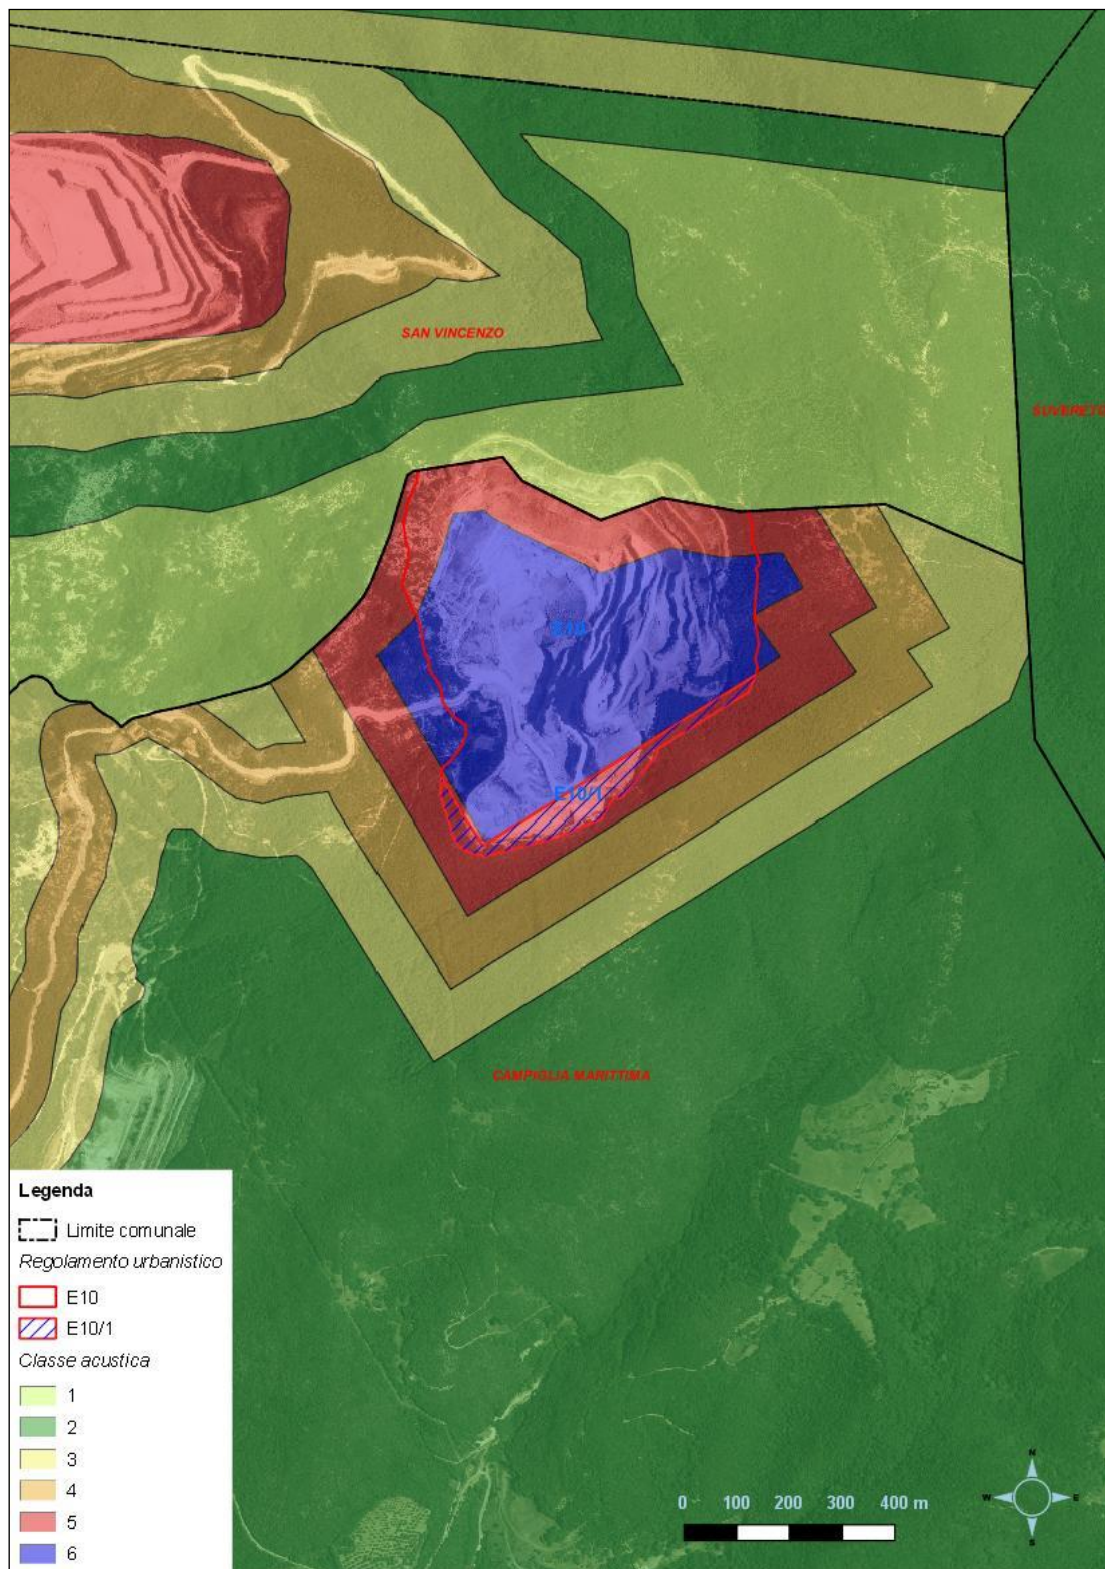 SAN VINCENZO
SUVERETO
E10
E10/1
CAMPIGLIA MARITTIMA
Legenda
Limite comunale
Regolamento urbanistico
E10
E10/1
Classe acustica
1
2
3
4
5
6
0 100 200 300 400 m
N
W E
S